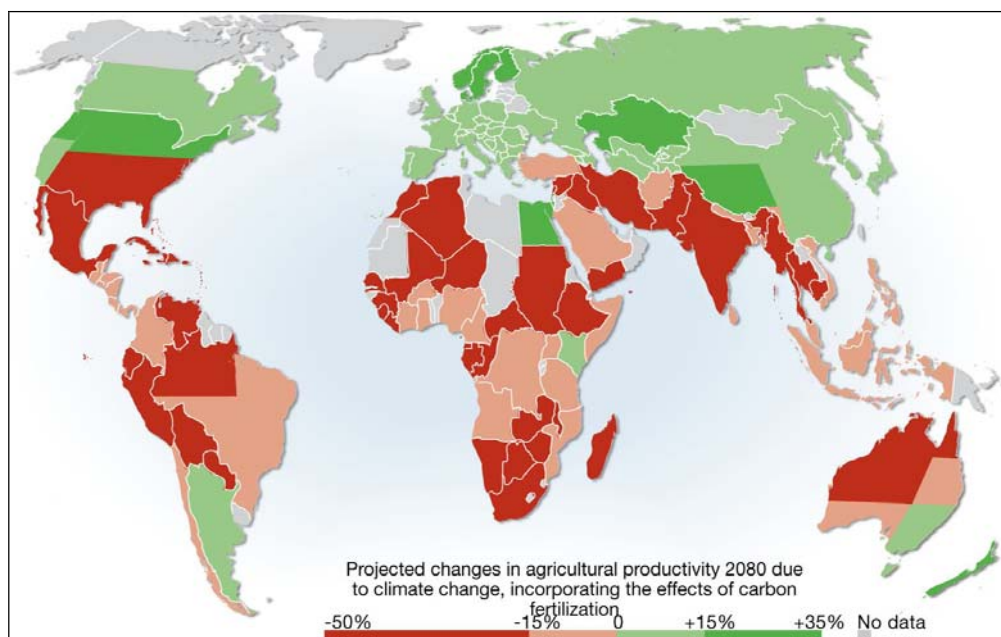 Projected changes in agricultural productivity 2080 due
to climate change, incorporating the effects of carbon
fertilization
-50% -15% 0 +15% +35% No data